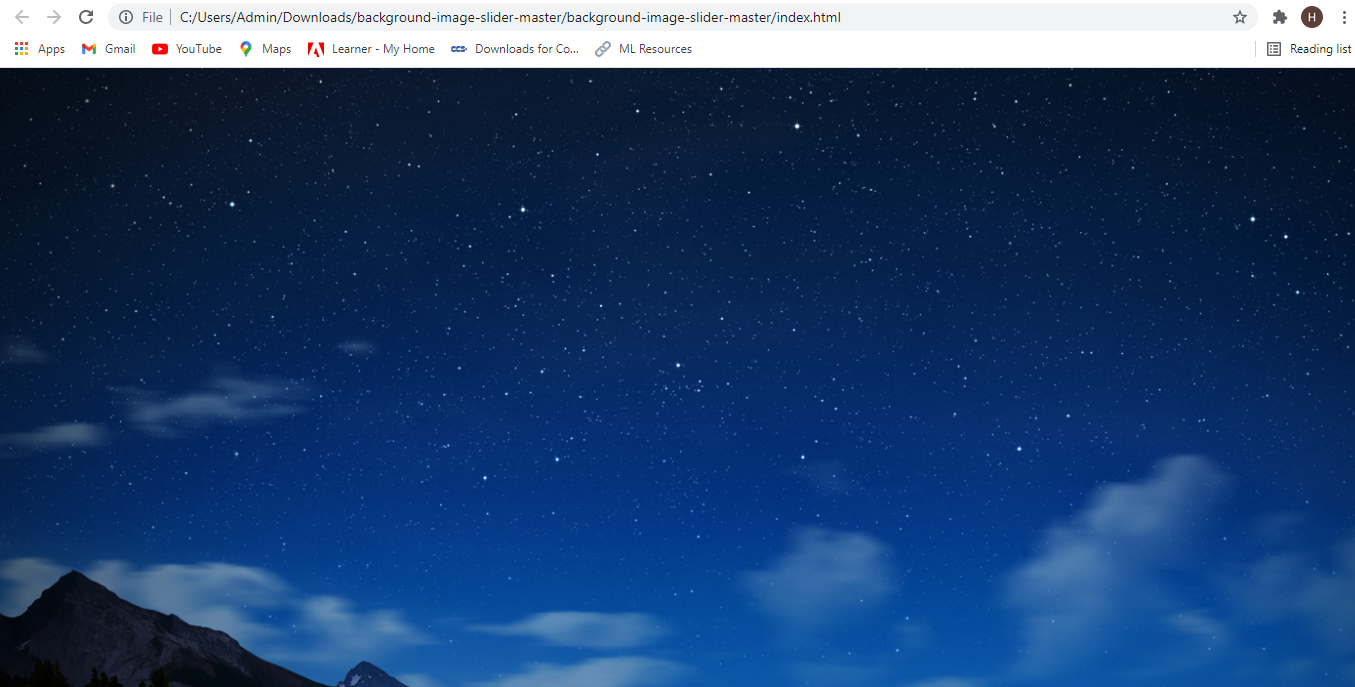 File C:/Users/Admin/Downloads/background-image-slider-master/background-image-slider-master/index.html H
Apps Gmail YouTube Maps Learner - My Home CCS Downloads for Co... ML Resources Reading list